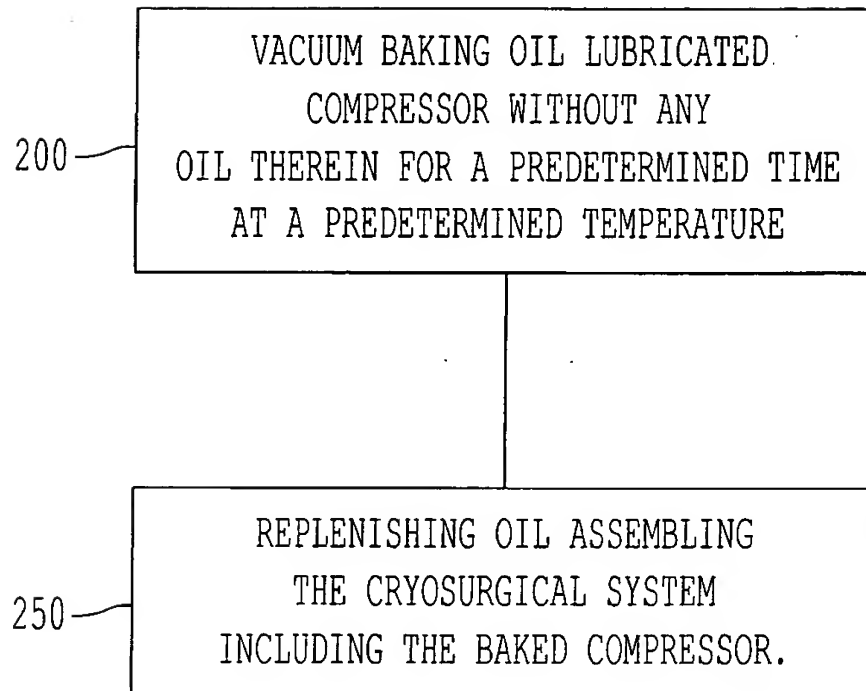 VACUUM BAKING OIL LUBRICATED
COMPRESSOR WITHOUT ANY
200
OIL THEREIN FOR A PREDETERMINED TIME
AT A PREDETERMINED TEMPERATURE
REPLENISHING OIL ASSEMBLING
THE CRYOSURGICAL SYSTEM
250
INCLUDING THE BAKED COMPRESSOR.